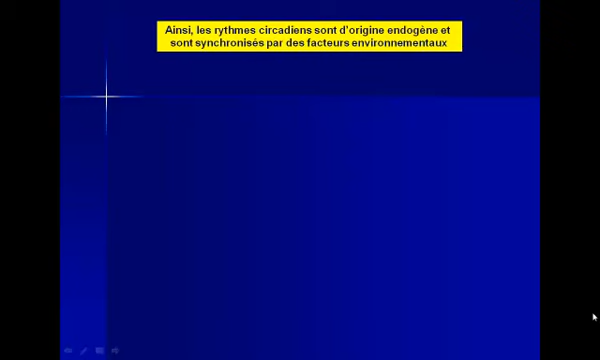 Ainsi, les rythmes circadiens sont d'origine endogène et
sont synchronisés par des facteurs environnementaux